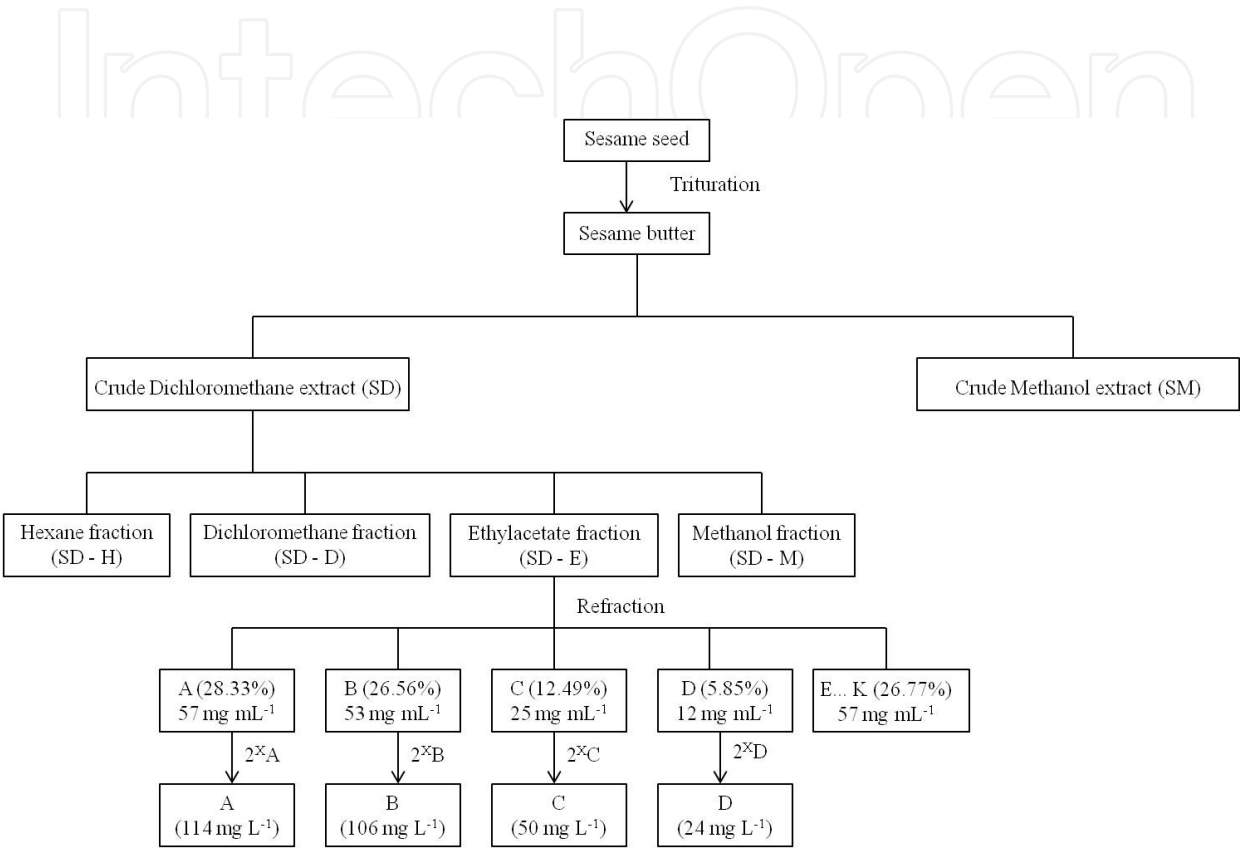 IntechOpen
Sesame seed
Trituration
Sesame butter
Crude Dichloromethane extract (SD)
Crude Methanol extract (SM)
Hexane fraction
(SD - H)
Dichloromethane fraction
(SD - D)
Ethylacetate fraction
(SD - E)
Methanol fraction
(SD - M)
Refraction
A (28.33%)
57 mg mL⁻¹
B (26.56%)
53 mg mL⁻¹
C (12.49%)
25 mg mL⁻¹
D (5.85%)
12 mg mL⁻¹
E... K (26.77%)
57 mg mL⁻¹
2ˣA
2ˣB
2ˣC
2ˣD
A
(114 mg L⁻¹)
B
(106 mg L⁻¹)
C
(50 mg L⁻¹)
D
(24 mg L⁻¹)